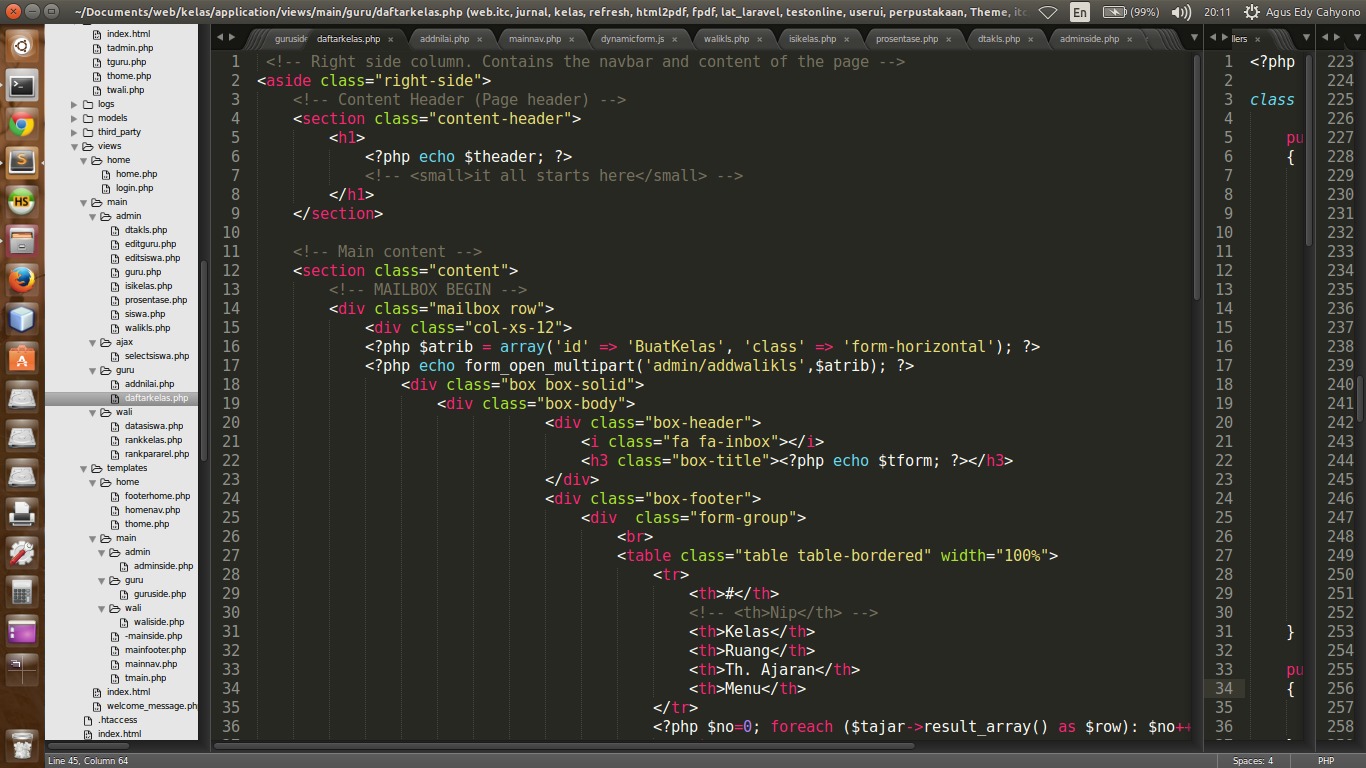 ~/Documents/web/kelas/application/views/main/guru/daftarkelas.php (web.itc, jurnal, kelas, refresh, html2pdf, fpdf, lat_laravel, testonline, userui, perpustakaan, Theme,
En
(99%)
20:11
Agus Edy Cahyono
index.html
tadmin.php
tguru.php
thome.php
twali.php
logs
models
third_party
views
home
home.php
login.php
main
admin
dtakls.php
editguru.php
editsiswa.php
guru.php
isikelas.php
prosentase.php
siswa.php
walikls.php
ajax
selectsiswa.php
guru
addnilai.php
daftarkelas.php
wali
datasiswa.php
rankkelas.php
rankpararel.php
templates
home
footerhome.php
homenav.php
thome.php
main
admin
adminside.php
guru
guruside.php
wali
waliside.php
-mainside.php
mainfooter.php
mainnav.php
tmain.php
index.html
welcome_message.ph
.htaccess
index.html
guruside daftarkelas.php × addnilai.php × mainnav.php × dynamicform.js × walikls.php × isikelas.php × prosentase.php × dtakls.php × adminside.php ×
1 <!-- Right side column. Contains the navbar and content of the page -->
2 <aside class="right-side">
3 <!-- Content Header (Page header) -->
4 <section class="content-header">
5 <h1>
6 <?php echo $theader; ?>
7 <!-- <small>it all starts here</small> -->
8 </h1>
9 </section>
10
11 <!-- Main content -->
12 <section class="content">
13 <!-- MAILBOX BEGIN -->
14 <div class="mailbox row">
15 <div class="col-xs-12">
16 <?php $atrib = array('id' => 'BuatKelas', 'class' => 'form-horizontal'); ?>
17 <?php echo form_open_multipart('admin/addwalikls',$atrib); ?>
18 <div class="box box-solid">
19 <div class="box-body">
20 <div class="box-header">
21 <i class="fa fa-inbox"></i>
22 <h3 class="box-title"><?php echo $tform; ?></h3>
23 </div>
24 <div class="box-footer">
25 <div  class="form-group">
26 <br>
27 <table class="table table-bordered" width="100%">
28 <tr>
29 <th>#</th>
30 <!-- <th>Nip</th> -->
31 <th>Kelas</th>
32 <th>Ruang</th>
33 <th>Th. Ajaran</th>
34 <th>Menu</th>
35 </tr>
36 <?php $no=0; foreach ($tajar->result_array() as $row): $no++
llers ×
1 <?php
2
3 class
4
5 pu
6 {
7
8
9
10
11
12
13
14
15
16
17
18
19
20
21
22
23
24
25
26
27
28
29
30
31 }
32
33 pu
34 {
35
36
223
224
225
226
227
228
229
230
231
232
233
234
235
236
237
238
239
240
241
242
243
244
245
246
247
248
249
250
251
252
253
254
255
256
257
258
Line 45, Column 64
Spaces: 4
PHP